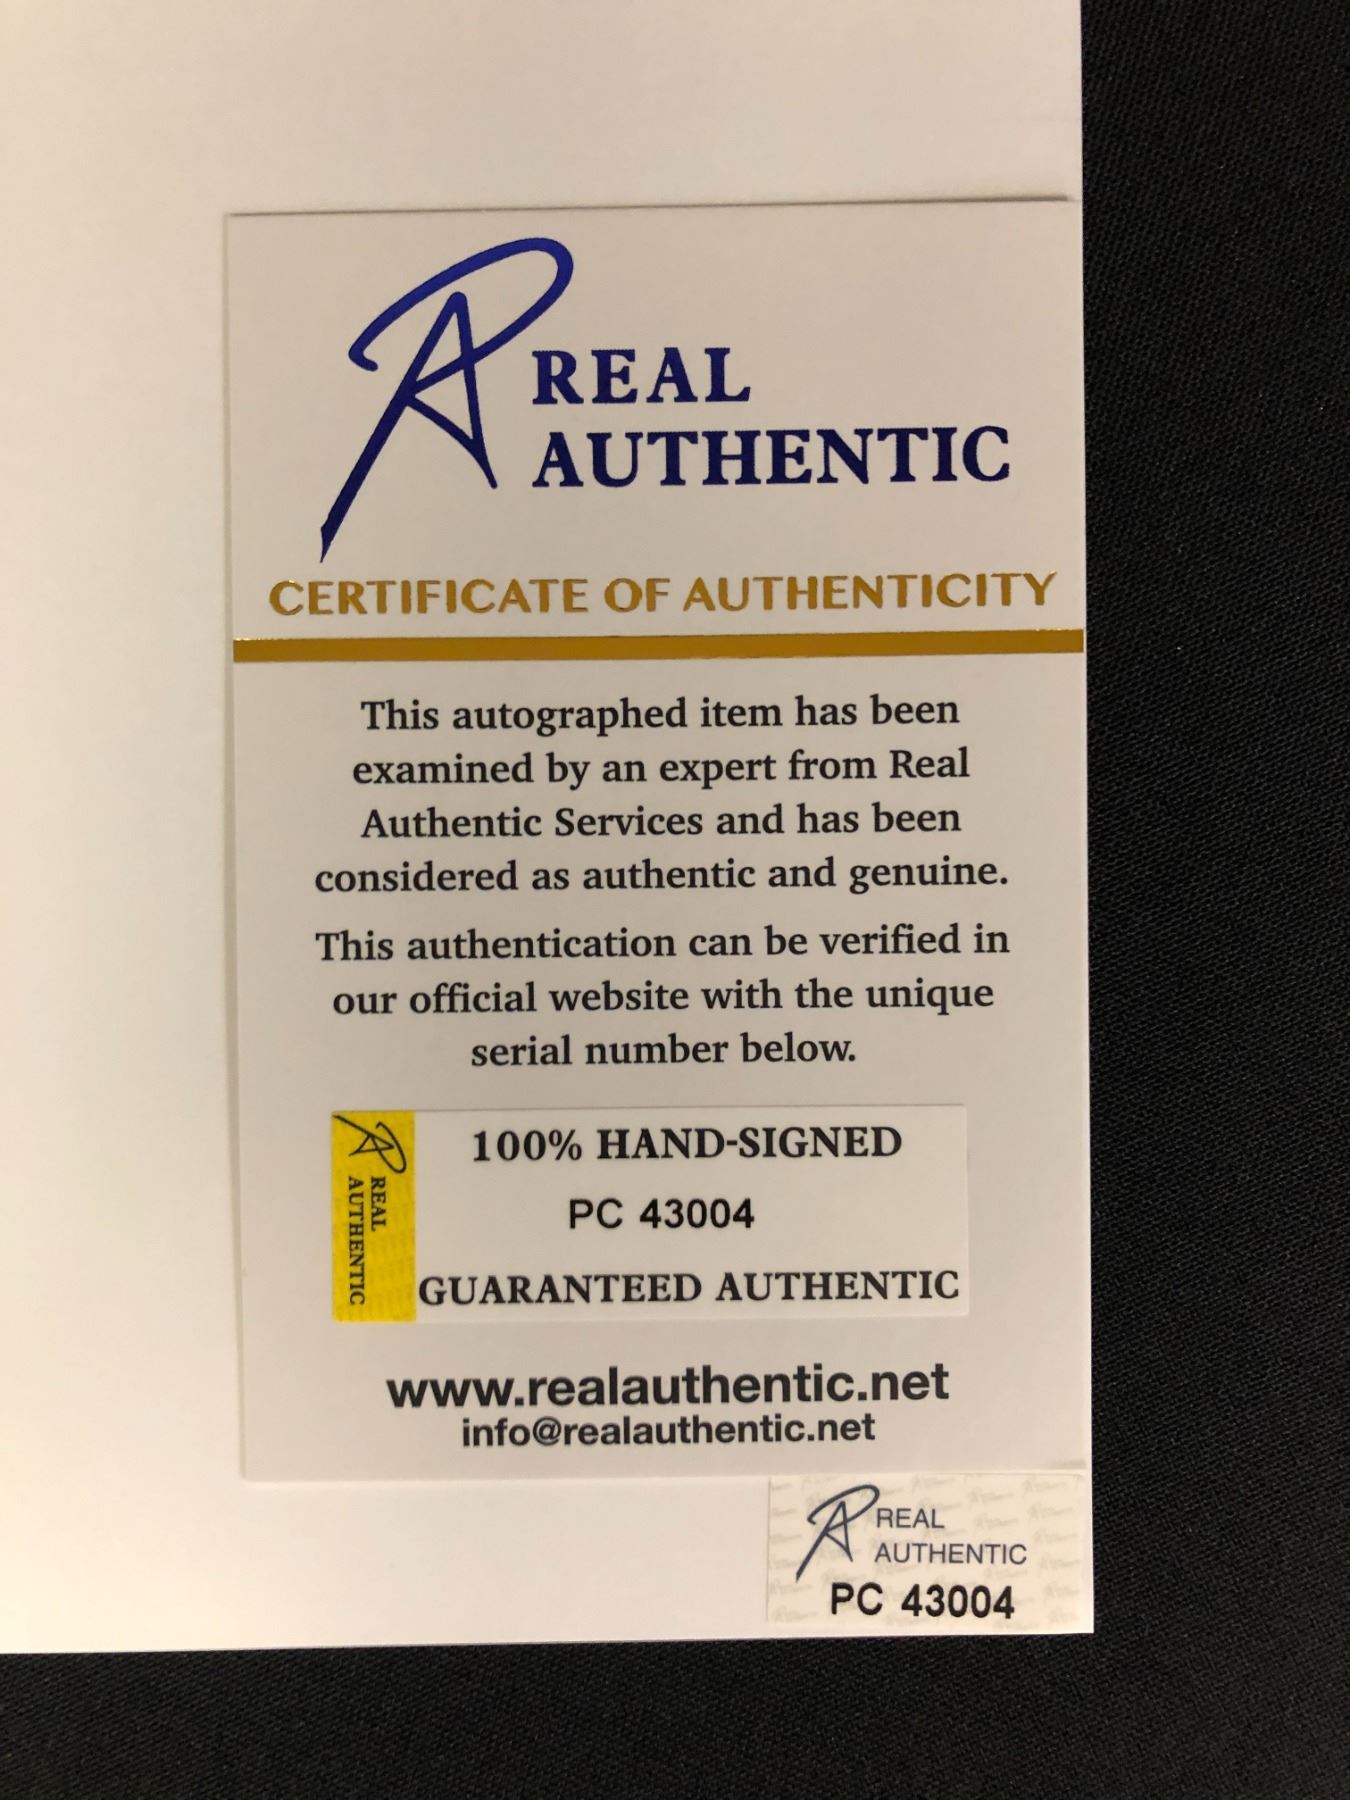 REAL
AUTHENTIC
CERTIFICATE OF AUTHENTICITY
This autographed item has been
examined by an expert from Real
Authentic Services and has been
considered as authentic and genuine.
This authentication can be verified in
our official website with the unique
serial number below.
REAL
AUTHENTIC
100% HAND-SIGNED
PC 43004
GUARANTEED AUTHENTIC
www.realauthentic.net
info@realauthentic.net
REAL
AUTHENTIC
PC 43004